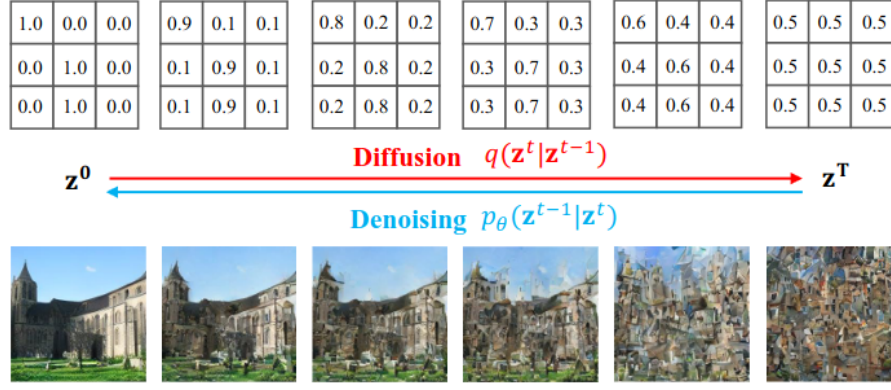 1.0 0.0 0.0 0.9 0.1 0.1 0.8 0.2 0.2 0.7 0.3 0.3 0.6 0.4 0.4 0.5 0.5 0.5
0.0 1.0 0.0 0.1 0.9 0.1 0.2 0.8 0.2 0.3 0.7 0.3 0.4 0.6 0.4 0.5 0.5 0.5
0.0 1.0 0.0 0.1 0.9 0.1 0.2 0.8 0.2 0.3 0.7 0.3 0.4 0.6 0.4 0.5 0.5 0.5
Diffusion q(z^t|z^{t-1})
z^0 z^T
Denoising p_θ(z^{t-1}|z^t)